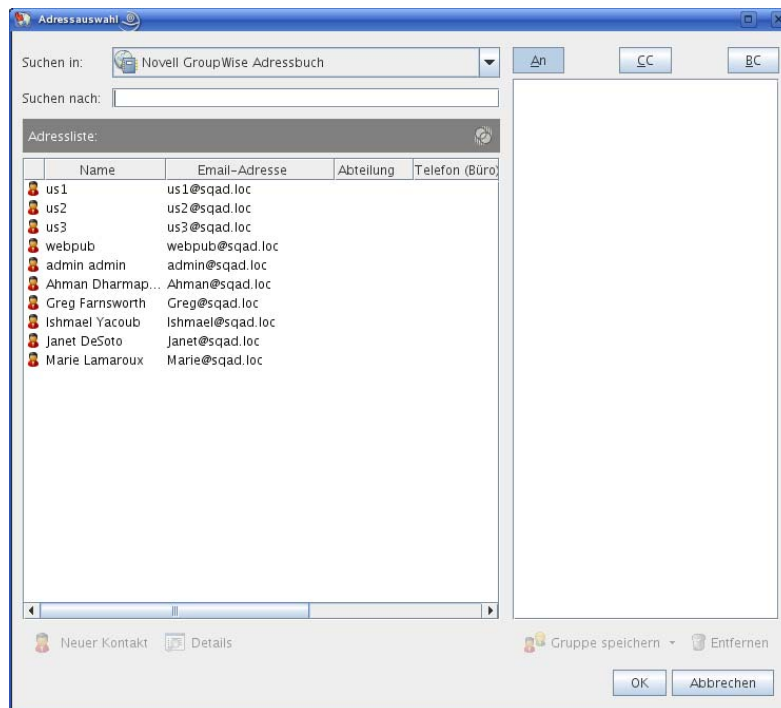 Adressauswahl
Suchen in: Novell GroupWise Adressbuch An CC BC
Suchen nach:
Adressliste:
Name Email-Adresse Abteilung Telefon (Büro)
us1 us1@sqad.loc
us2 us2@sqad.loc
us3 us3@sqad.loc
webpub webpub@sqad.loc
admin admin admin@sqad.loc
Ahman Dharmap... Ahman@sqad.loc
Greg Farnsworth Greg@sqad.loc
Ishmael Yacoub Ishmael@sqad.loc
Janet DeSoto Janet@sqad.loc
Marie Lamaroux Marie@sqad.loc
Neuer Kontakt Details Gruppe speichern Entfernen
OK Abbrechen